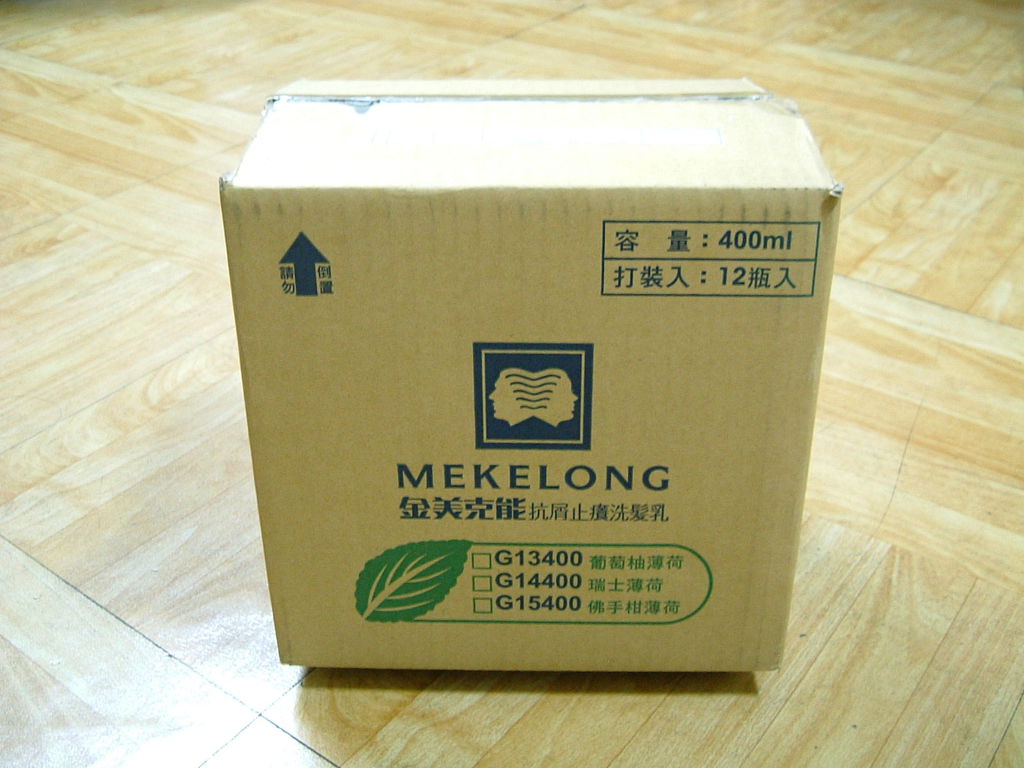 請勿倒置
容 量：400ml
打裝入：12瓶入
MEKELONG
金美克能抗屑止癢洗髮乳
□G13400 葡萄柚薄荷
□G14400 瑞士薄荷
□G15400 佛手柑薄荷